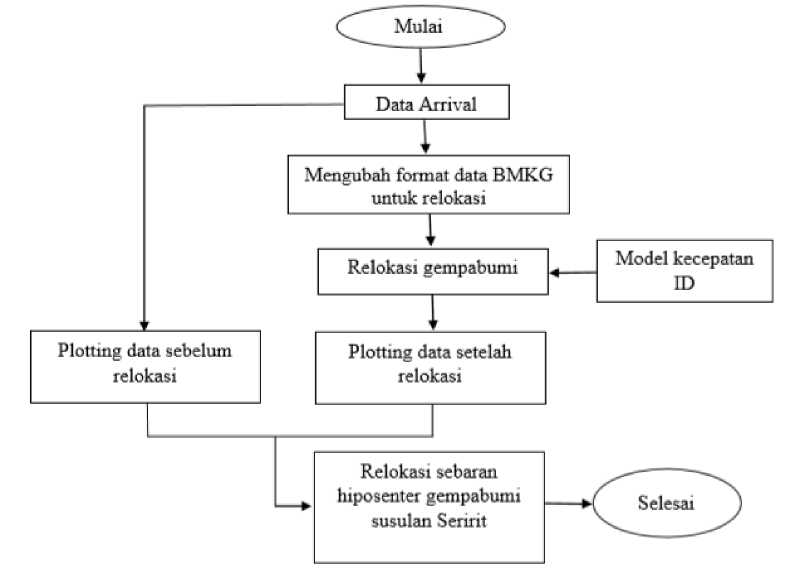 Mulai
Data Arrival
Mengubah format data BMKG
untuk relokasi
Relokasi gempabumi
Model kecepatan
ID
Plotting data sebelum
relokasi
Plotting data setelah
relokasi
Relokasi sebaran
hiposenter gempabumi
susulan Seririt
Selesai